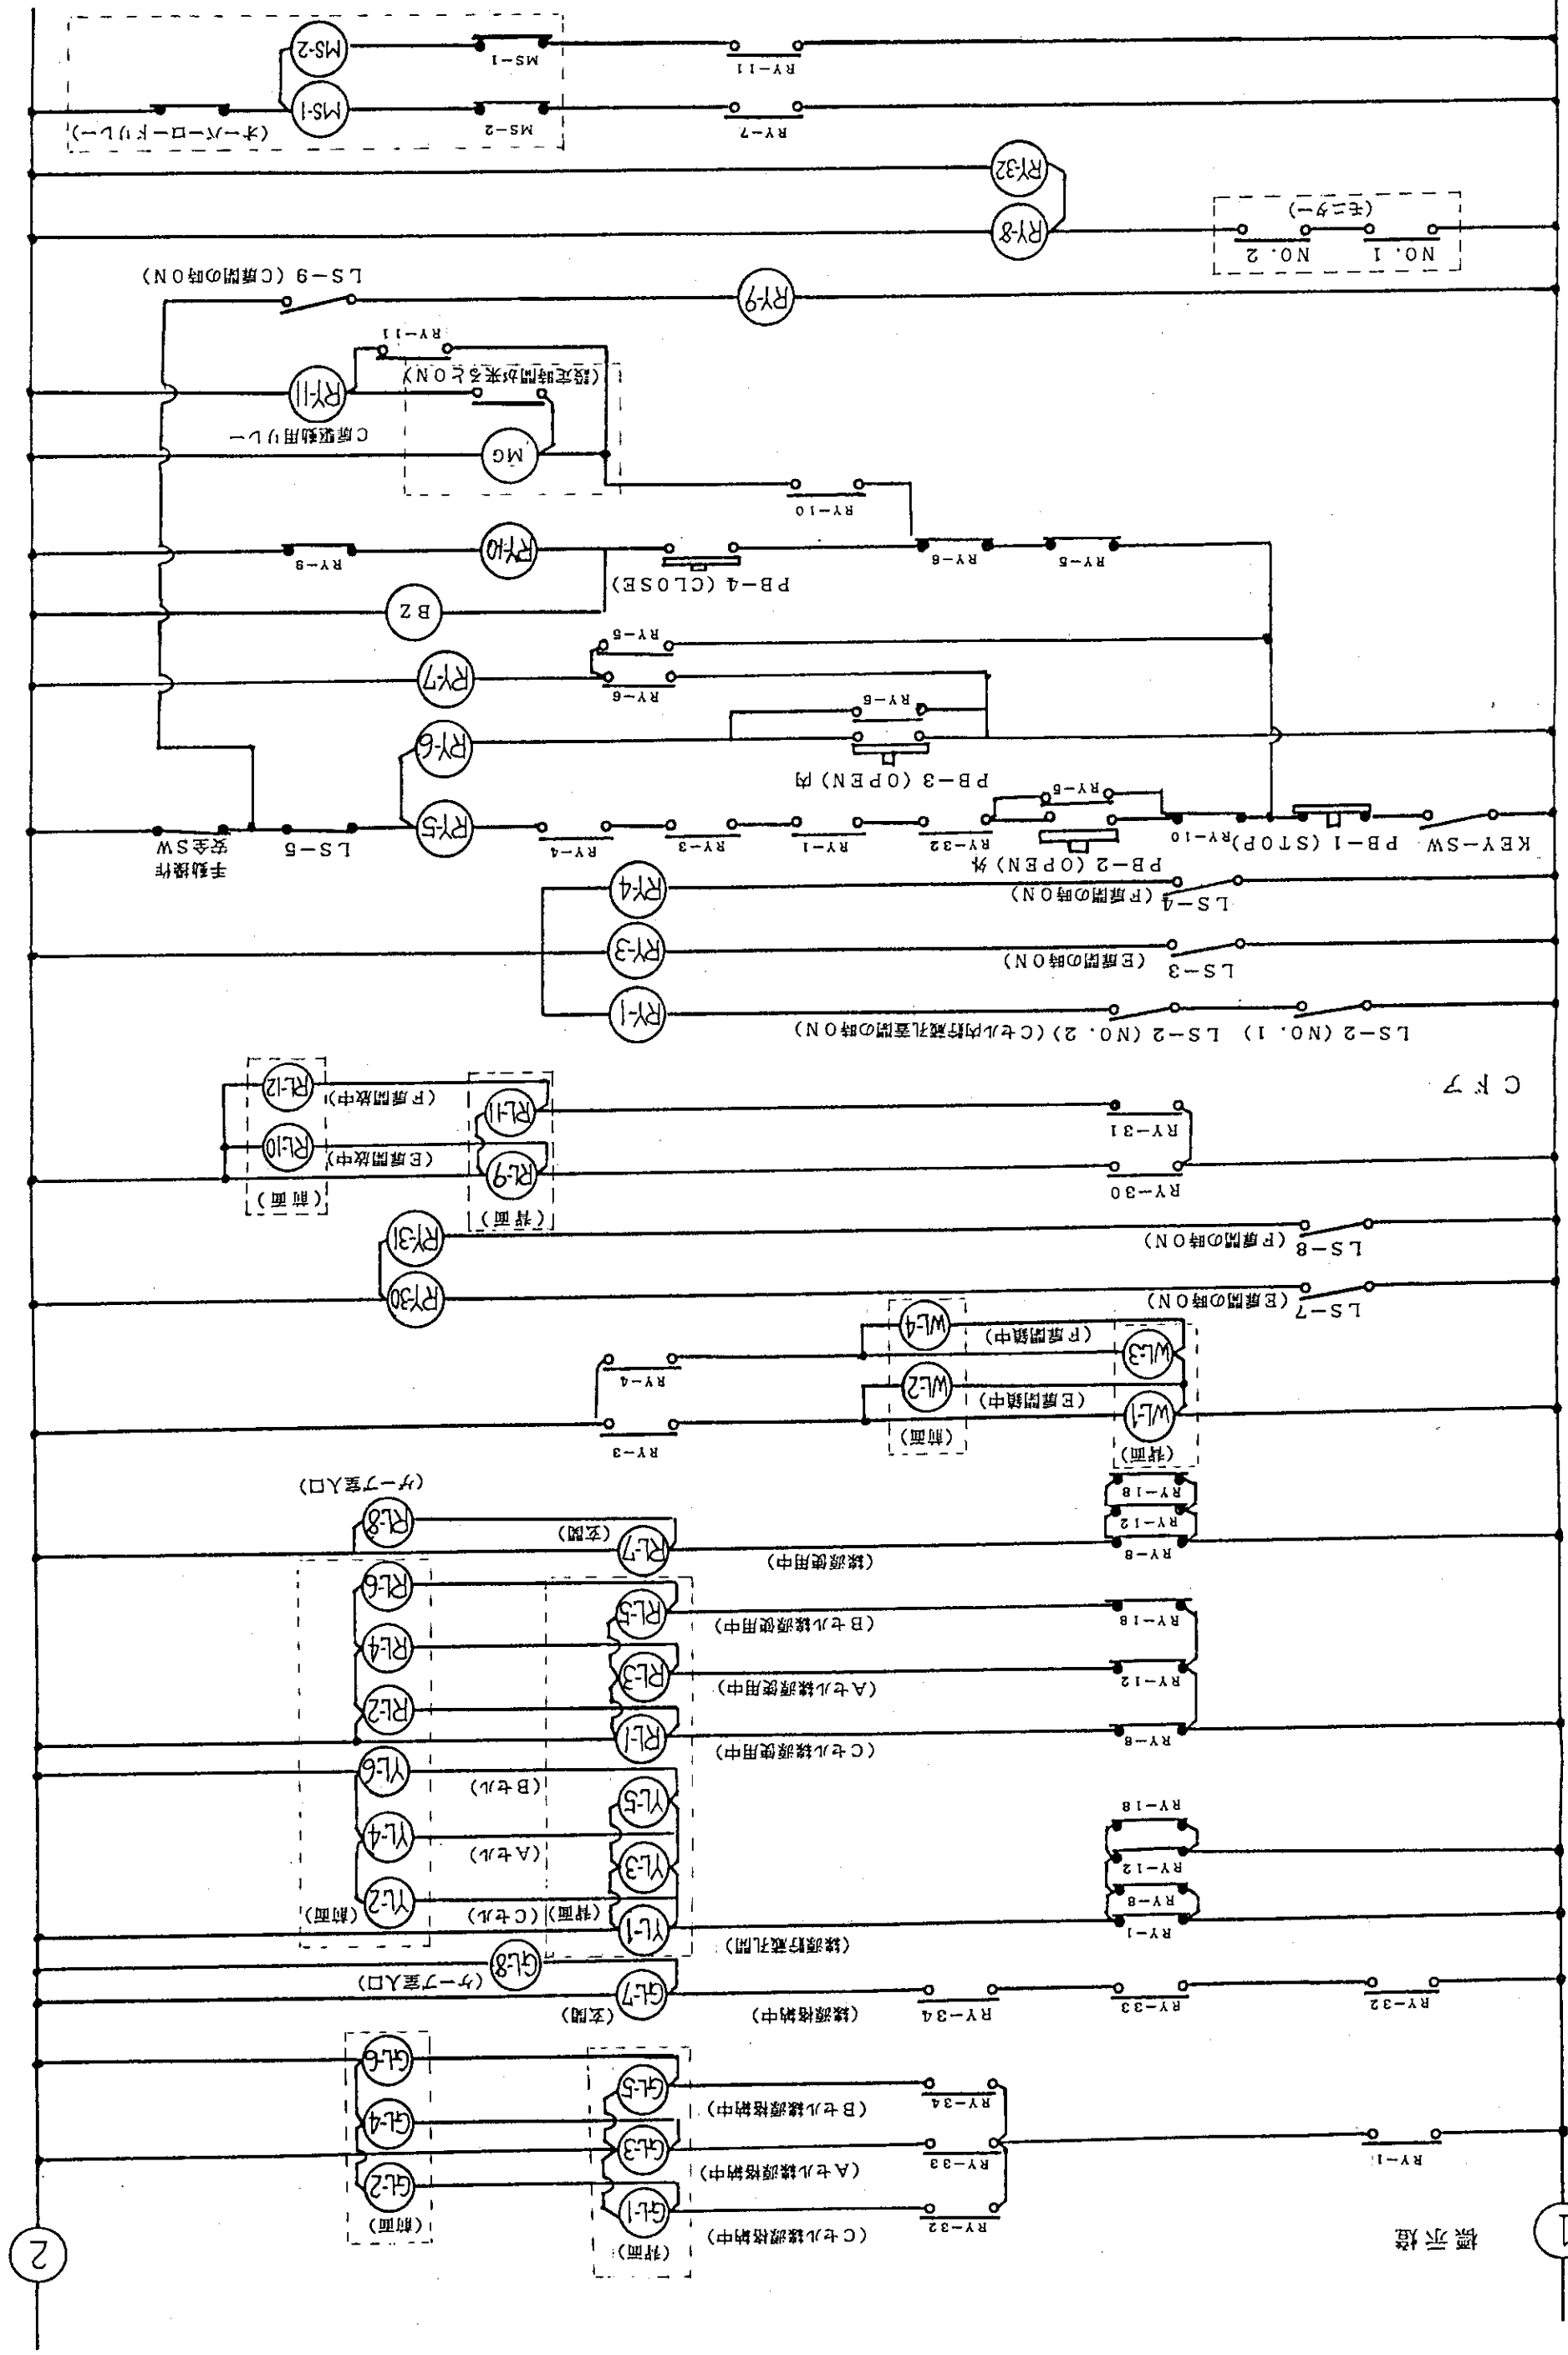 1
2
標示燈
RY-1
RY-32
(Cセル線源格納中)
(背面)
GL-1
(前面)
GL-2
RY-33
(Aセル線源格納中)
GL-3
GL-4
RY-34
(Bセル線源格納中)
GL-5
GL-6
RY-32
RY-33
RY-34
(線源格納中)
GL-7
(玄関)
GL-8
(ケーブ室入口)
RY-1
RY-8
RY-12
RY-18
(線源貯蔵孔開)
YL-1
(背面)
(Cセル)
YL-2
(前面)
YL-3
(Aセル)
YL-4
YL-5
(Bセル)
YL-6
RY-8
(Cセル線源使用中)
RL-1
RL-2
RY-12
(Aセル線源使用中)
RL-3
RL-4
RY-18
(Bセル線源使用中)
RL-5
RL-6
RY-8
RY-12
RY-18
(線源使用中)
RL-7
(玄関)
RL-8
(ケーブ室入口)
(背面)
WL-1
(前面)
(E扉閉鎖中)
WL-2
RY-3
WL-3
(F扉閉鎖中)
WL-4
RY-4
LS-7
(E扉開の時ON)
RY-30
LS-8
(F扉開の時ON)
RY-31
RY-30
(背面)
RL-9
(前面)
(E扉開放中)
RL-10
RY-31
RL-11
(F扉開放中)
RL-12
Cドア
LS-2(NO.1)
LS-2(NO.2)
(Cセル内貯蔵孔蓋閉の時ON)
RY-1
LS-3
(E扉閉の時ON)
RY-3
LS-4
(F扉閉の時ON)
RY-4
KEY-SW
PB-1(STOP)
RY-10
PB-2(OPEN)外
RY-5
RY-32
RY-1
RY-3
RY-4
RY-5
LS-5
手動操作
安全SW
PB-3(OPEN)内
RY-6
RY-6
RY-6
RY-7
RY-5
BZ
RY-5
RY-6
PB-4(CLOSE)
RY-10
RY-9
RY-10
MG
C扉駆動用リレー
(設定時間が来るとON)
RY-11
RY-11
RY-9
LS-9(C扉閉の時ON)
NO.1
NO.2
(モニター)
RY-8
RY-32
RY-7
MS-2
MS-1
(オーバーロードリレー)
RY-11
MS-1
MS-2